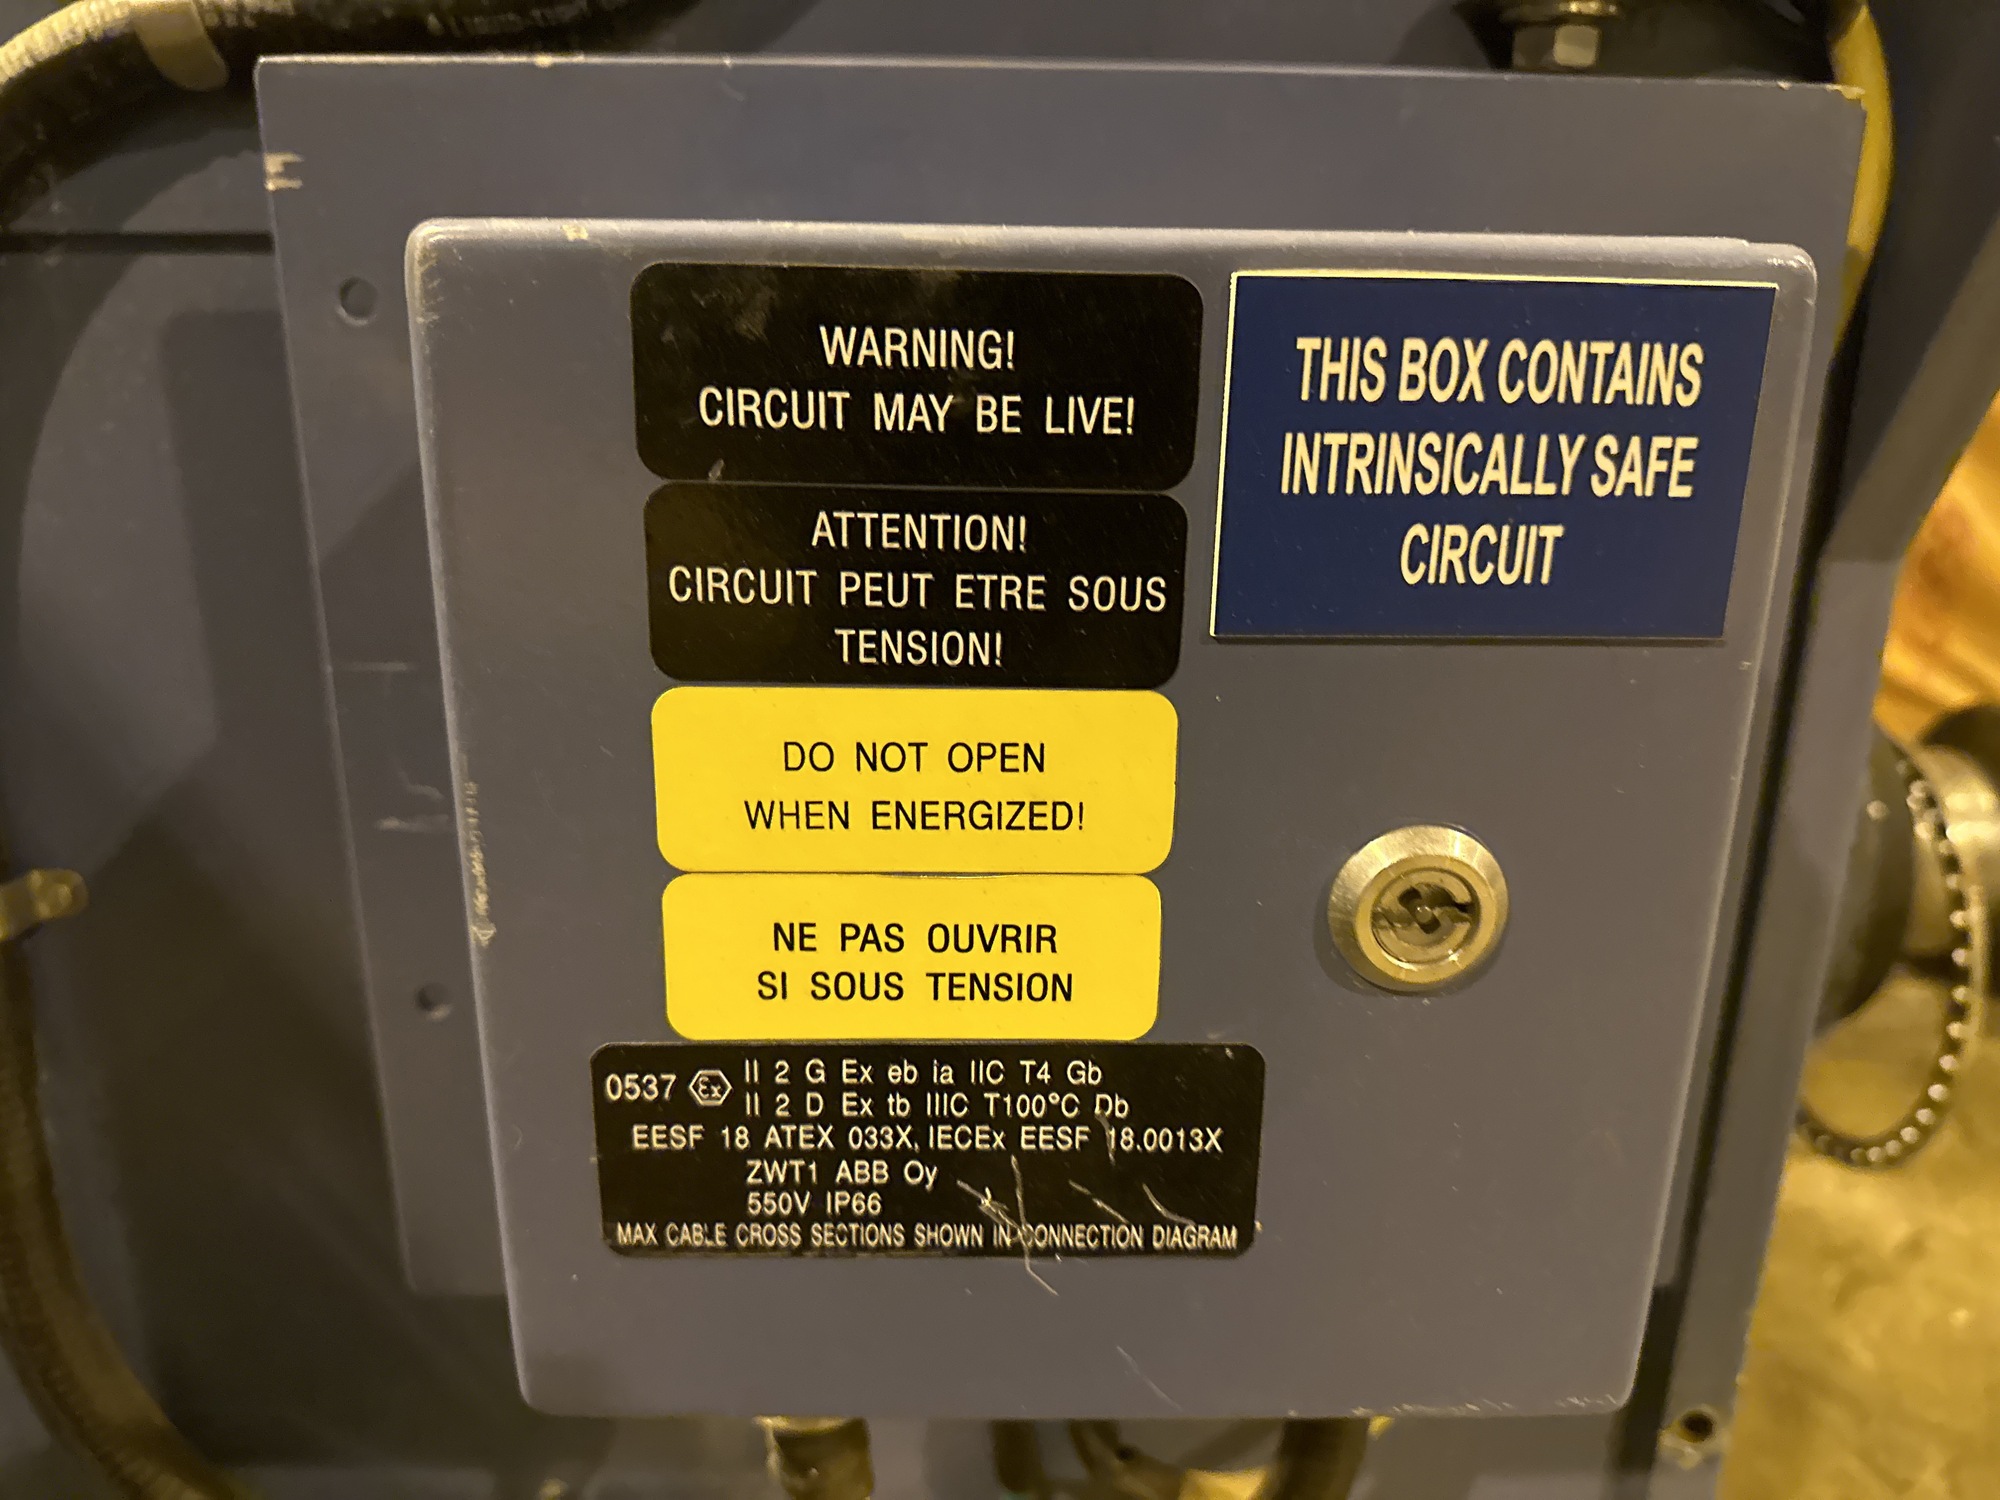 WARNING!
CIRCUIT MAY BE LIVE!
ATTENTION!
CIRCUIT PEUT ETRE SOUS
TENSION!
DO NOT OPEN
WHEN ENERGIZED!
NE PAS OUVRIR
SI SOUS TENSION
THIS BOX CONTAINS
INTRINSICALLY SAFE
CIRCUIT
0537 Ex II 2 G Ex eb ia IIC T4 Gb
II 2 D Ex tb IIIC T100°C Db
EESF 18 ATEX 033X, IECEx EESF 18.0013X
ZWT1 ABB Oy
550V IP66
MAX CABLE CROSS SECTIONS SHOWN IN CONNECTION DIAGRAM